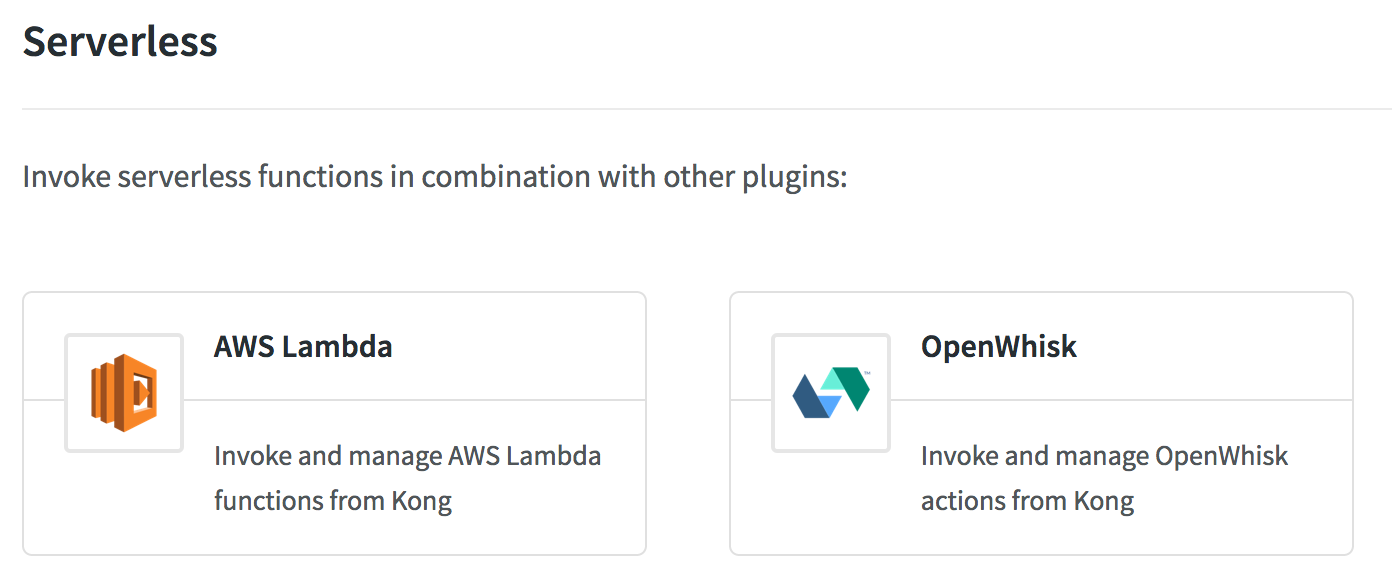 Serverless
Invoke serverless functions in combination with other plugins:
AWS Lambda
Invoke and manage AWS Lambda
functions from Kong
OpenWhisk
Invoke and manage OpenWhisk
actions from Kong